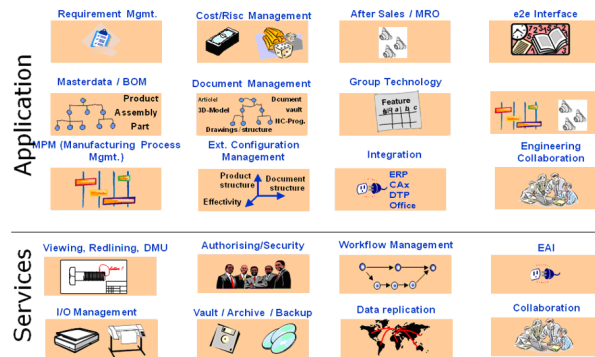 Application
Requirement Mgmt.
Cost/Risc Management
After Sales / MRO
e2e Interface
Masterdata / BOM
Product
Assembly
Part
Document Management
Articlel
Document
3D-Model
vault
NC-Prog.
Drawings / structure
Group Technology
Feature
a b c
MPM (Manufacturing Process
Mgmt.)
Ext. Configuration
Management
Product
structure
Document
structure
Effectivity
Integration
ERP
CAx
DTP
Office
Engineering
Collaboration
Services
Viewing, Redlining, DMU
Authorising/Security
Workflow Management
EAI
I/O Management
Vault / Archive / Backup
Data replication
Collaboration